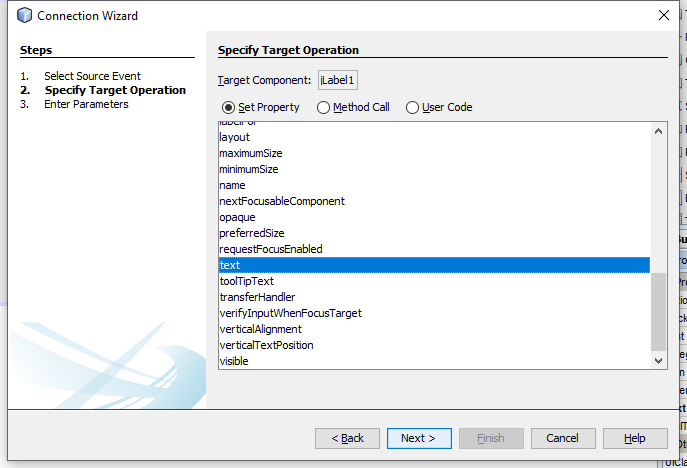 Connection Wizard
Steps
1. Select Source Event
2. Specify Target Operation
3. Enter Parameters
Specify Target Operation
Target Component: jLabel1
Set Property Method Call User Code
layout
maximumSize
minimumSize
name
nextFocusableComponent
opaque
preferredSize
requestFocusEnabled
text
toolTipText
transferHandler
verifyInputWhenFocusTarget
verticalAlignment
verticalTextPosition
visible
< Back Next > Finish Cancel Help